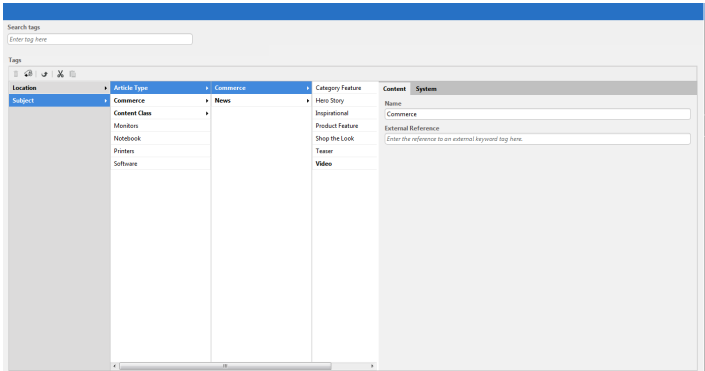 Search tags
Enter tag here
Tags
Location
Subject
Article Type
Commerce
Content Class
Monitors
Notebook
Printers
Software
Commerce
News
Category Feature
Hero Story
Inspirational
Product Feature
Shop the Look
Teaser
Video
Content System
Name
Commerce
External Reference
Enter the reference to an external keyword tag here.